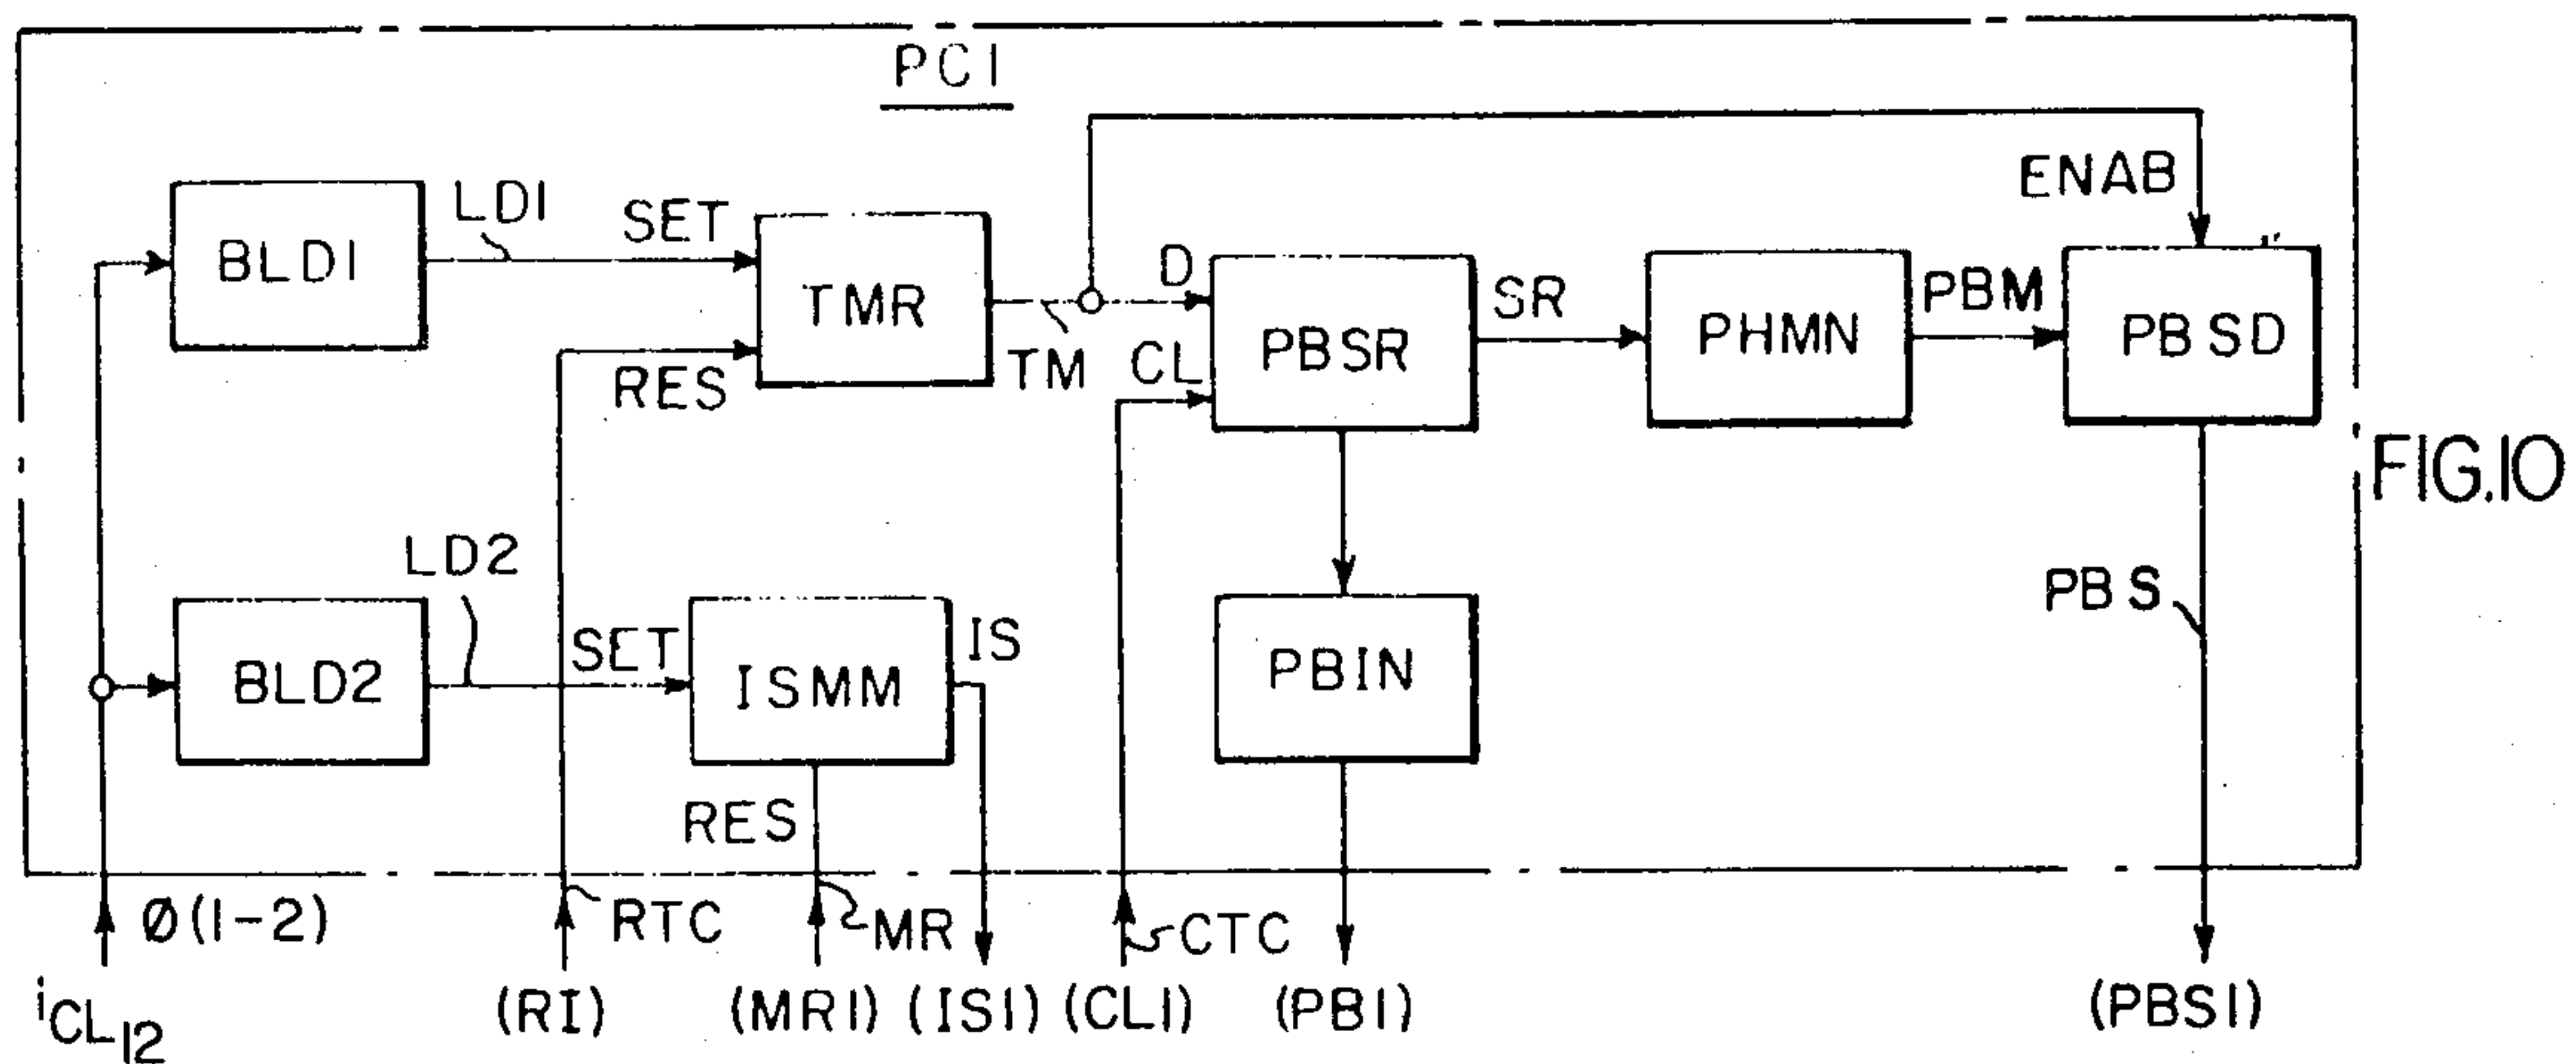 PC1
ENAB
LD1
SET
BLD1
TMR
D
SR
PBM
RES
TM
CL
PBSR
PHMN
PBSD
FIG.10
LD2
SET
IS
BLD2
ISMM
PBIN
PBS
RES
Ø(1-2)
RTC
MR
CTC
iCL12
(R1)
(MR1)
(IS1)
(CL1)
(PB1)
(PBS1)